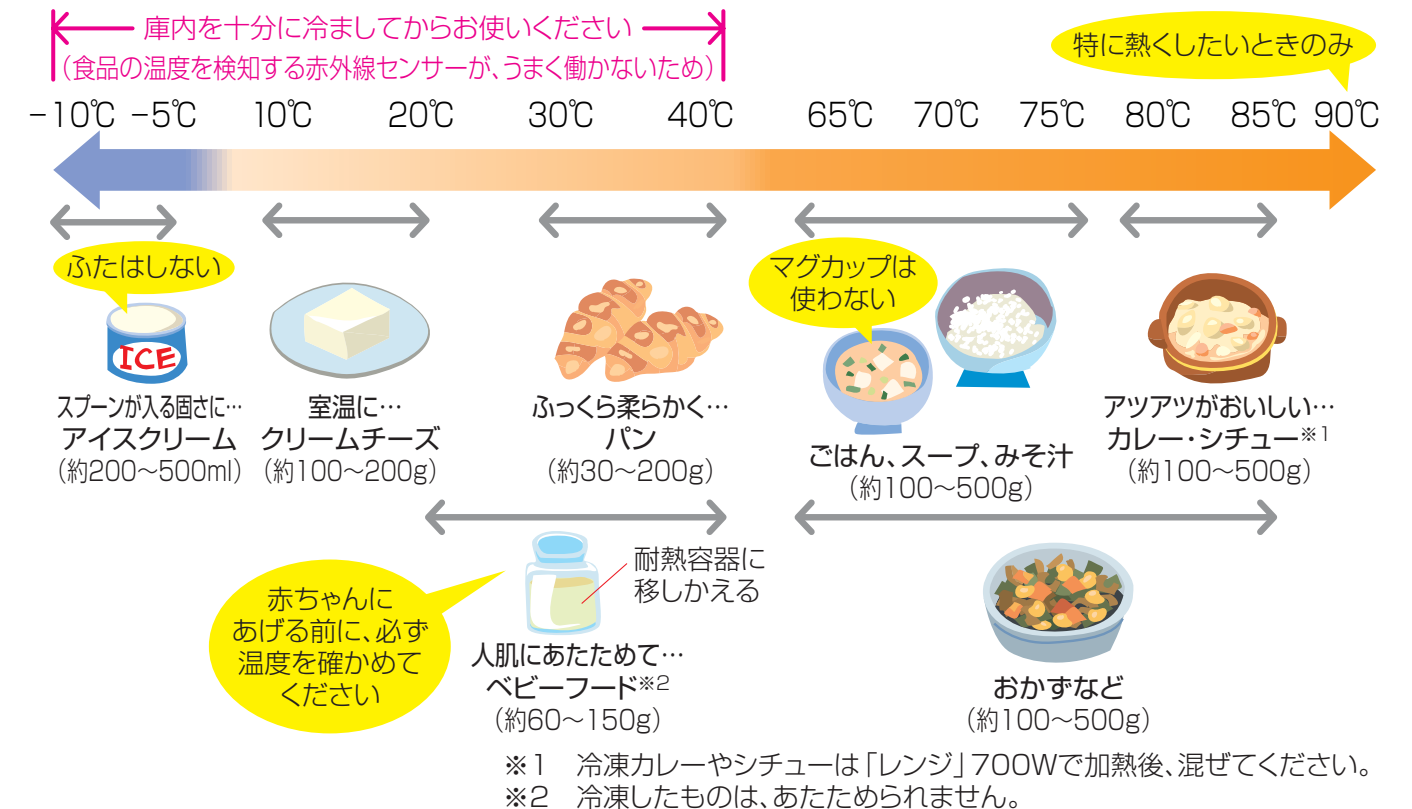 庫内を十分に冷ましてからお使いください
（食品の温度を検知する赤外線センサーが、うまく働かないため）
特に熱くしたいときのみ
−10℃ −5℃ 10℃ 20℃ 30℃ 40℃ 65℃ 70℃ 75℃ 80℃ 85℃ 90℃
ふたはしない
ICE
スプーンが入る固さに…
アイスクリーム
（約200〜500ml）
室温に…
クリームチーズ
（約100〜200g）
ふっくら柔らかく…
パン
（約30〜200g）
マグカップは
使わない
ごはん、スープ、みそ汁
（約100〜500g）
アツアツがおいしい…
カレー・シチュー※1
（約100〜500g）
赤ちゃんに
あげる前に、必ず
温度を確かめて
ください
耐熱容器に
移しかえる
人肌にあたためて…
ベビーフード※2
（約60〜150g）
おかずなど
（約100〜500g）
※1 冷凍カレーやシチューは「レンジ」700Wで加熱後、混ぜてください。
※2 冷凍したものは、あたためられません。